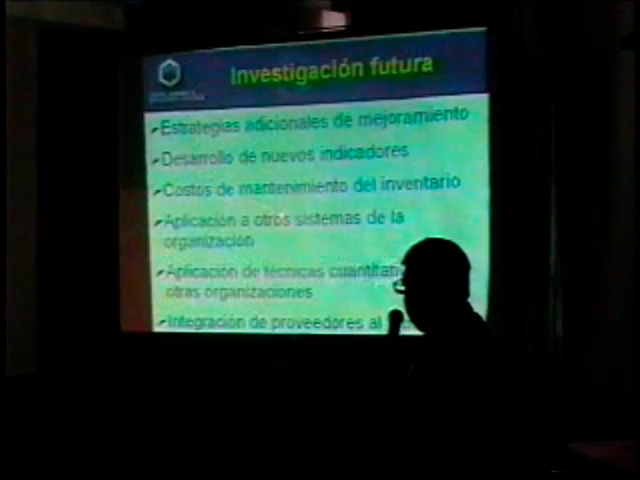 Investigación futura
Estrategias adicionales de mejoramiento
Desarrollo de nuevos indicadores
Costos de mantenimiento del inventario
Aplicación a otros sistemas de la
organización
Aplicación de técnicas
otras organizaciones
Integración de proveedores al